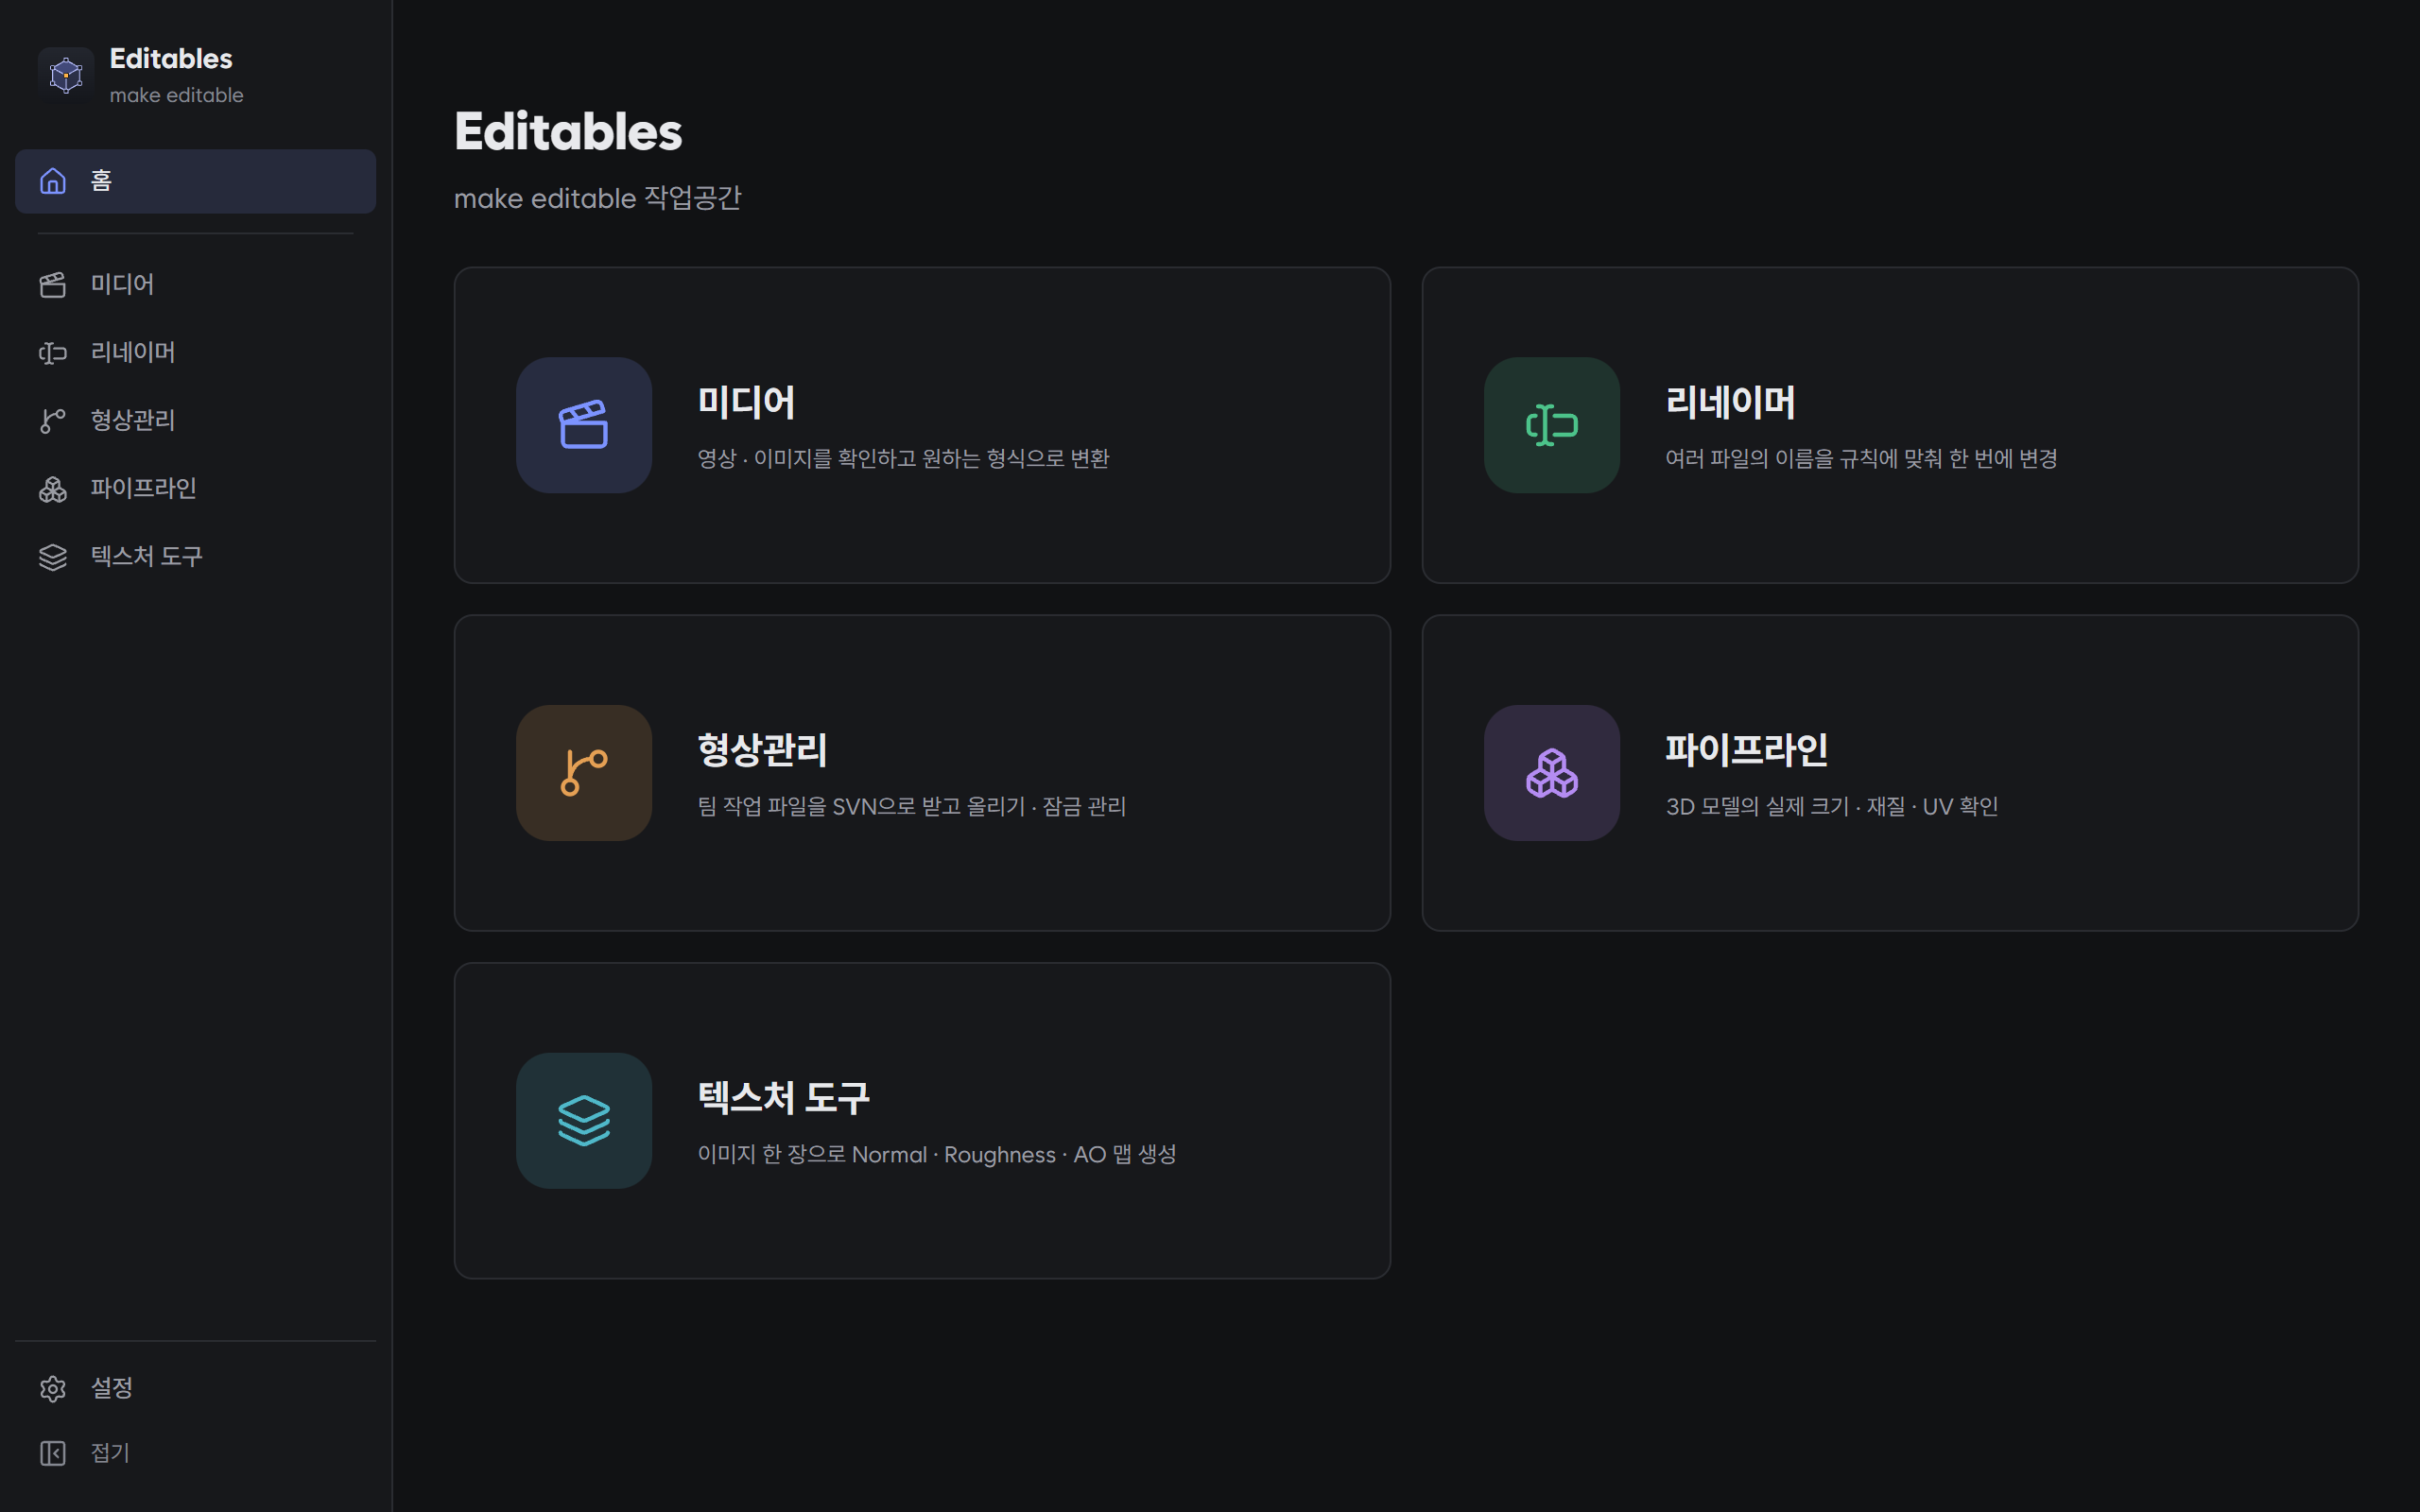 Editables
make editable
홈
미디어
리네이머
형상관리
파이프라인
텍스처 도구
설정
접기
Editables
make editable 작업공간
미디어
영상 · 이미지를 확인하고 원하는 형식으로 변환
리네이머
여러 파일의 이름을 규칙에 맞춰 한 번에 변경
형상관리
팀 작업 파일을 SVN으로 받고 올리기 · 잠금 관리
파이프라인
3D 모델의 실제 크기 · 재질 · UV 확인
텍스처 도구
이미지 한 장으로 Normal · Roughness · AO 맵 생성